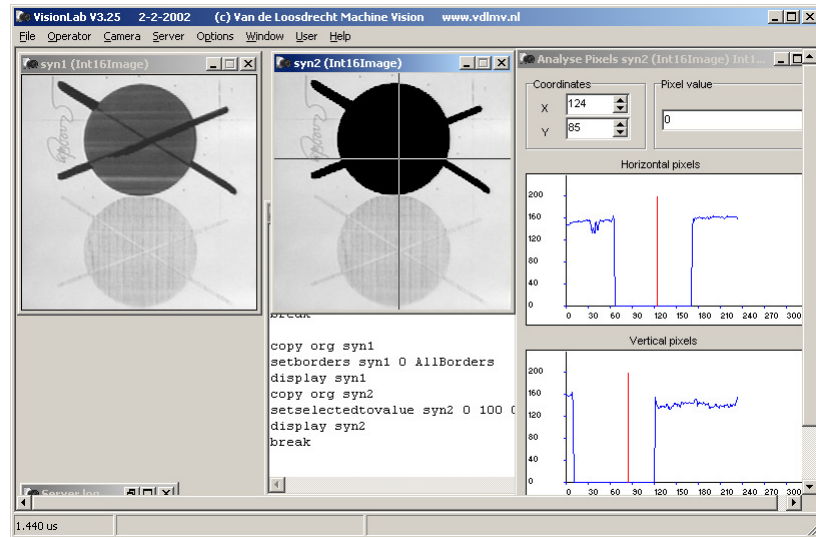 VisionLab V3.25 2-2-2002 (c) Van de Loosdrecht Machine Vision www.vdlmv.nl
File Operator Camera Server Options Window User Help
syn1 (Int16Image)
syn2 (Int16Image)
break
copy org syn1
setborders syn1 0 AllBorders
display syn1
copy org syn2
setselectedtovalue syn2 0 100 0
display syn2
break
Analyse Pixels syn2 (Int16Image) Int1...
Coordinates
X 124
Y 85
Pixel value
0
Horizontal pixels
200
160
120
80
40
0
0 30 60 90 120 150 180 210 240 270 300
Vertical pixels
200
160
120
80
40
0
0 30 60 90 120 150 180 210 240 270 300
Server log
1.440 us